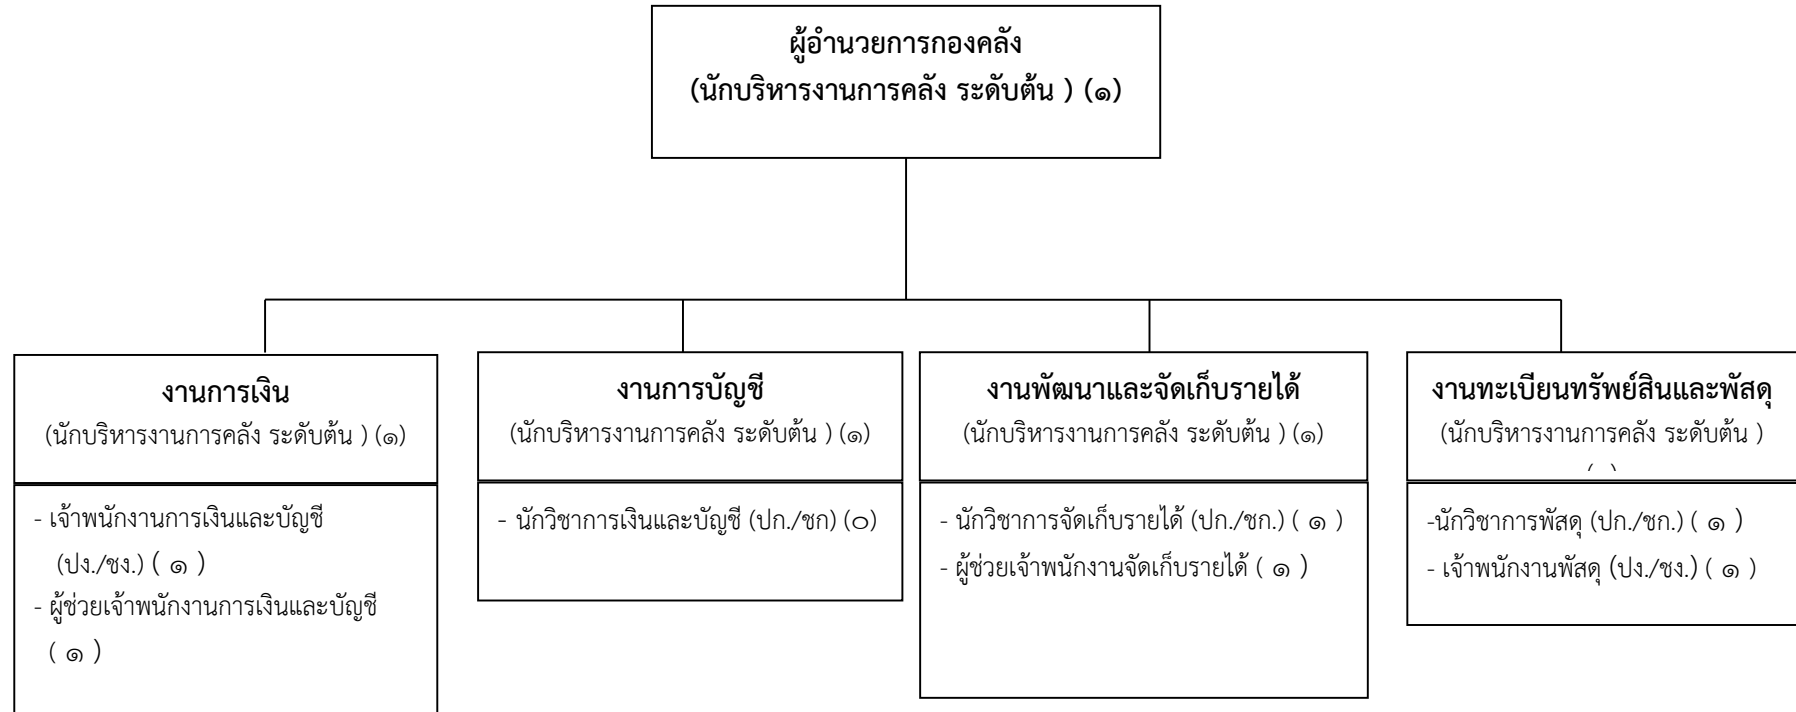 ผู้อำนวยการกองคลัง
(นักบริหารงานการคลัง ระดับต้น ) (๑)
งานการเงิน
(นักบริหารงานการคลัง ระดับต้น ) (๑)
- เจ้าพนักงานการเงินและบัญชี
(ปง./ชง.) ( ๑ )
- ผู้ช่วยเจ้าพนักงานการเงินและบัญชี
( ๑ )
งานการบัญชี
(นักบริหารงานการคลัง ระดับต้น ) (๑)
- นักวิชาการเงินและบัญชี (ปก./ชก) (๐)
งานพัฒนาและจัดเก็บรายได้
(นักบริหารงานการคลัง ระดับต้น ) (๑)
- นักวิชาการจัดเก็บรายได้ (ปก./ชก.) ( ๑ )
- ผู้ช่วยเจ้าพนักงานจัดเก็บรายได้ ( ๑ )
งานทะเบียนทรัพย์สินและพัสดุ
(นักบริหารงานการคลัง ระดับต้น )
-นักวิชาการพัสดุ (ปก./ชก.) ( ๑ )
- เจ้าพนักงานพัสดุ (ปง./ชง.) ( ๑ )